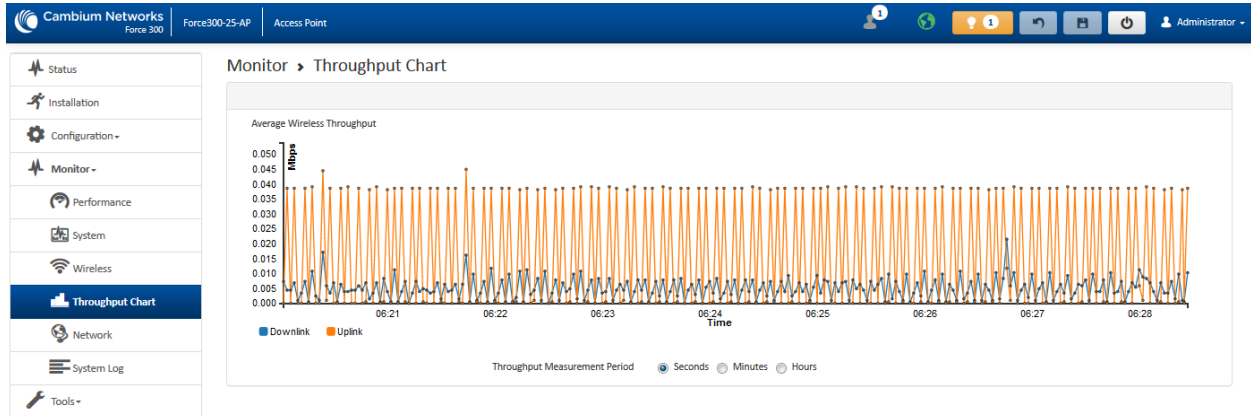 Cambium Networks
Force 300
Force300-25-AP
Access Point
1
1
Administrator
Status
Installation
Configuration
Monitor
Performance
System
Wireless
Throughput Chart
Network
System Log
Tools
Monitor > Throughput Chart
Average Wireless Throughput
Mbps
0.050
0.045
0.040
0.035
0.030
0.025
0.020
0.015
0.010
0.005
0.000
06:21 06:22 06:23 06:24 06:25 06:26 06:27 06:28
Time
Downlink Uplink
Throughput Measurement Period Seconds Minutes Hours